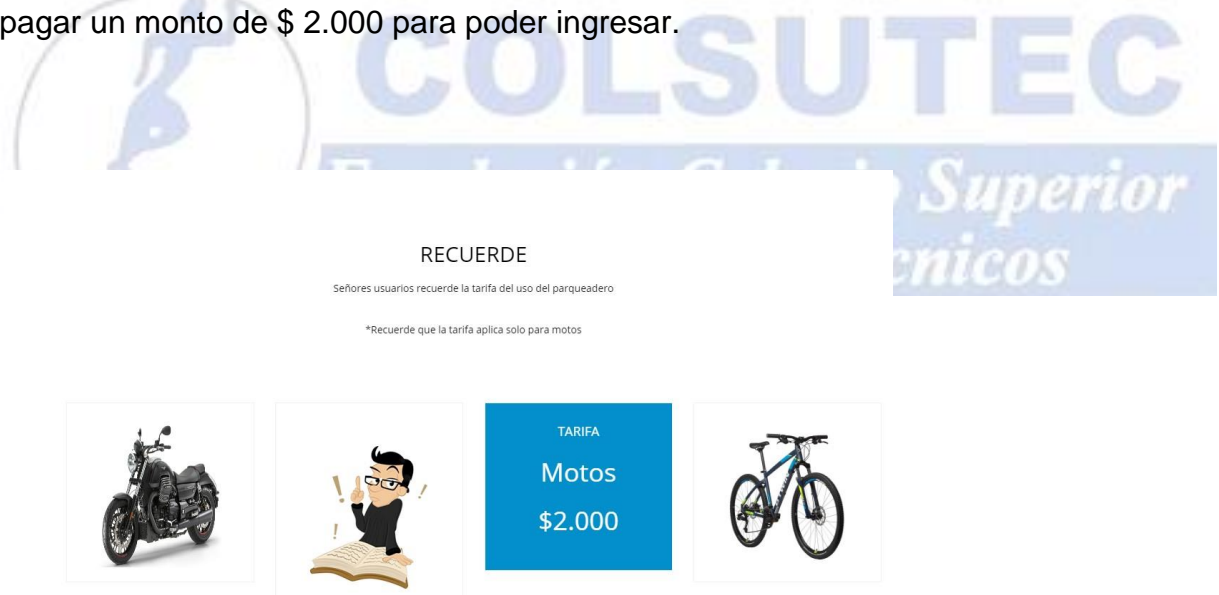 pagar un monto de $ 2.000 para poder ingresar.
COLSUTEC
Superior
RECUERDE
Señores usuarios recuerde la tarifa del uso del parqueadero
*Recuerde que la tarifa aplica solo para motos
TARIFA
Motos
$2.000